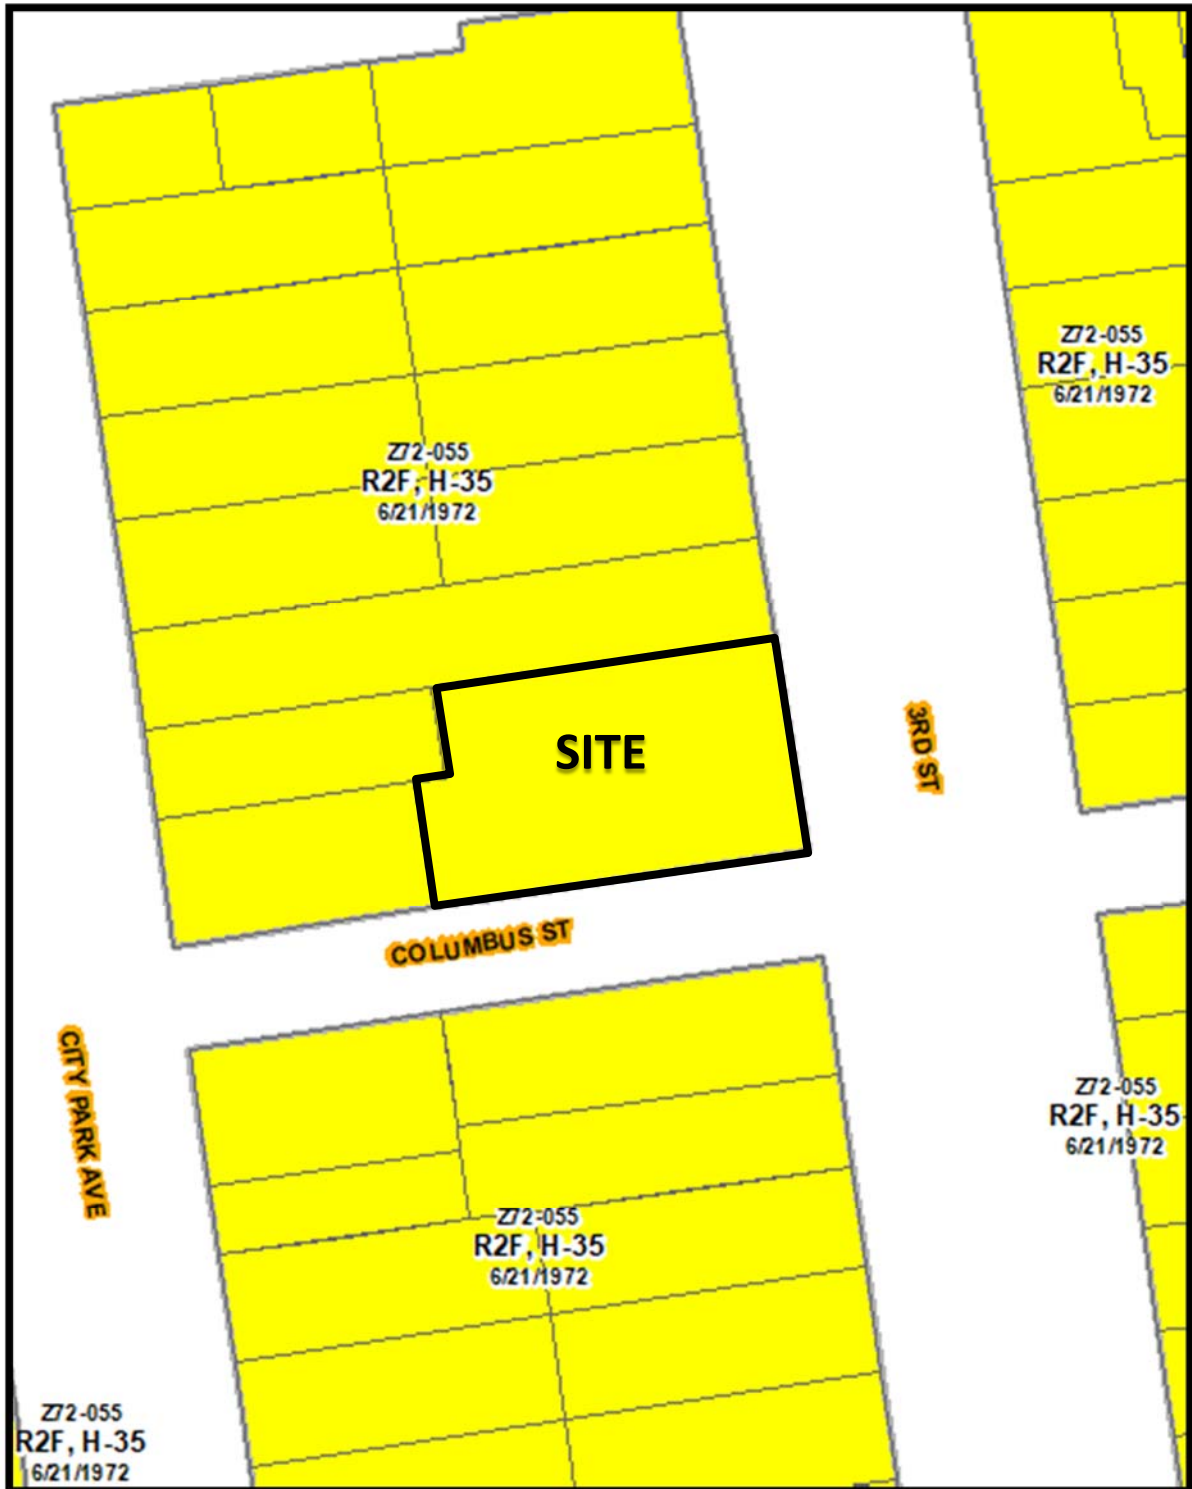 Z72-055
R2F, H-35
6/21/1972
Z72-055
R2F, H-35
6/21/1972
SITE
3RD ST
COLUMBUS ST
CITY PARK AVE
Z72-055
R2F, H-35
6/21/1972
Z72-055
R2F, H-35
6/21/1972
Z72-055
R2F, H-35
6/21/1972